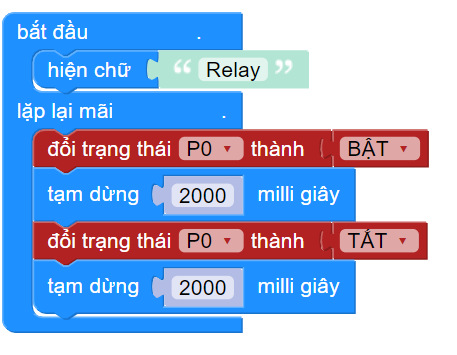 bắt đầu .
hiện chữ “ Relay ”
lặp lại mãi .
đổi trạng thái P0 ▾ thành BẬT ▾
tạm dừng 2000 milli giây
đổi trạng thái P0 ▾ thành TẮT ▾
tạm dừng 2000 milli giây